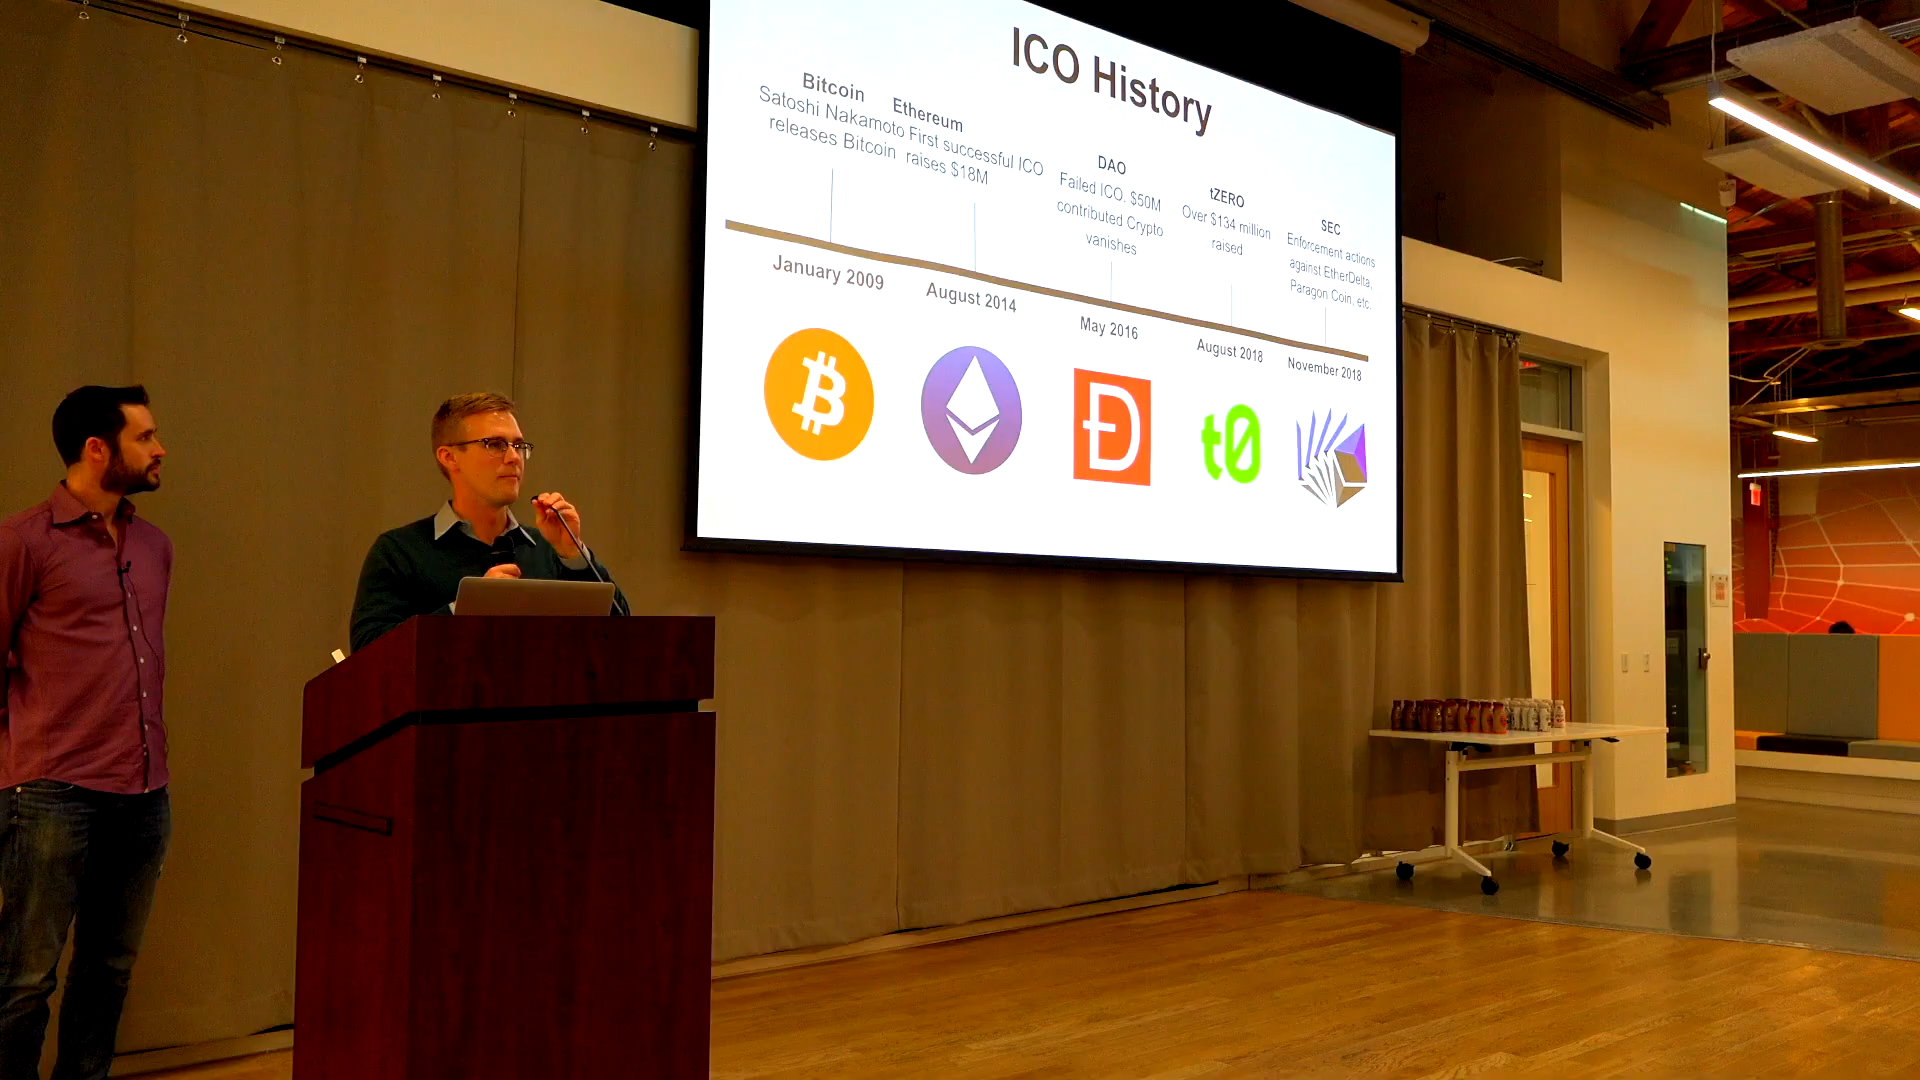 ICO History
Bitcoin
Satoshi Nakamoto
releases Bitcoin
Ethereum
First successful ICO
raises $18M
DAO
Failed ICO. $50M
contributed Crypto
vanishes
tZERO
Over $134 million
raised
SEC
Enforcement actions
against EtherDelta,
Paragon Coin, etc.
January 2009
August 2014
May 2016
August 2018
November 2018
t0